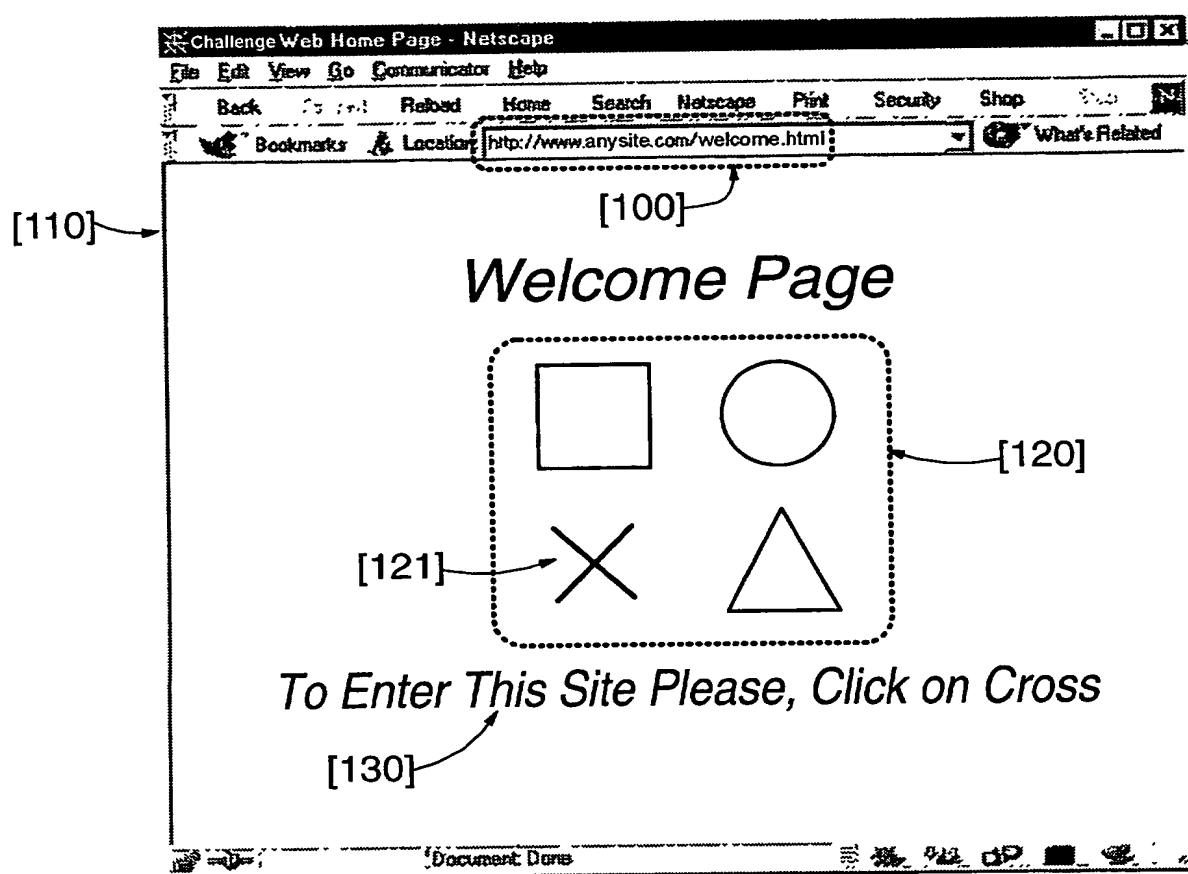 Challenge Web Home Page - Netscape
File Edit View Go Communicator Help
Back Reload Home Search Netscape Print Security Shop
Bookmarks Location http://www.anysite.com/welcome.html What's Related
[100]
[110]
Welcome Page
[120]
[121]
To Enter This Site Please, Click on Cross
[130]
Document: Done